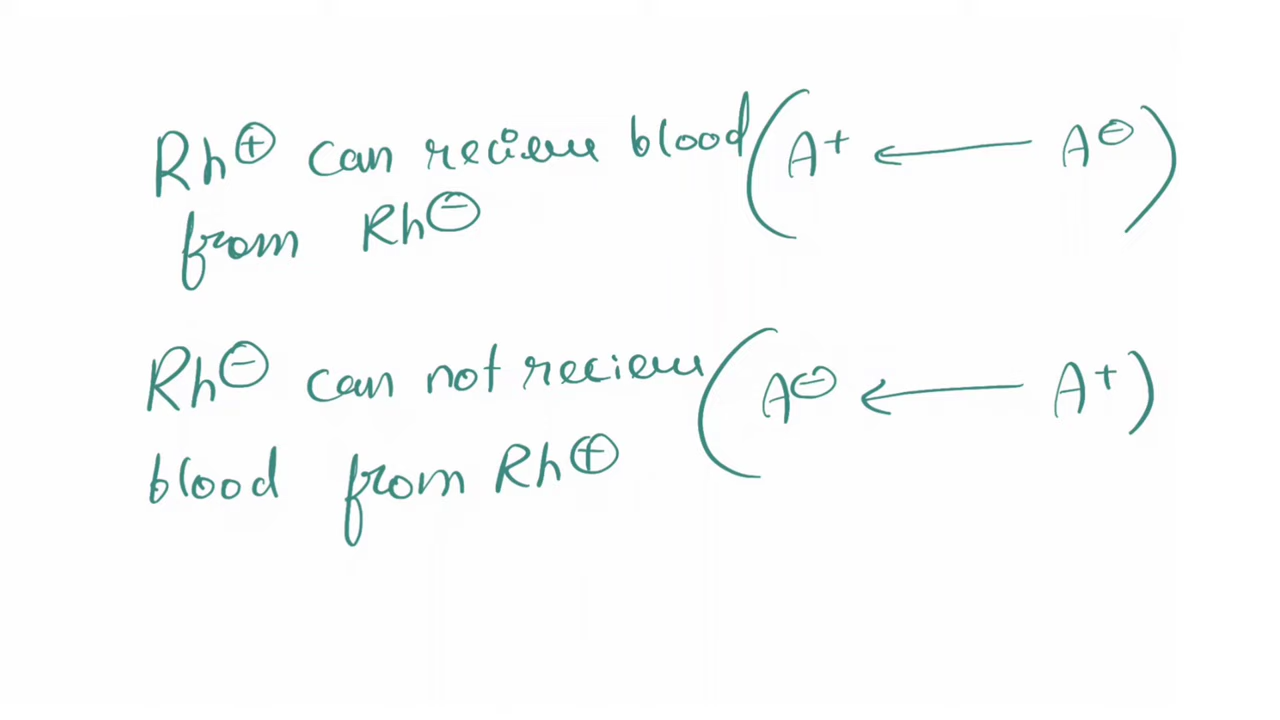 Rh⊕ can recieve blood (A+ ← A⊖)
from Rh⊖
Rh⊖ can not recieve (A⊖ ← A+)
blood from Rh⊕